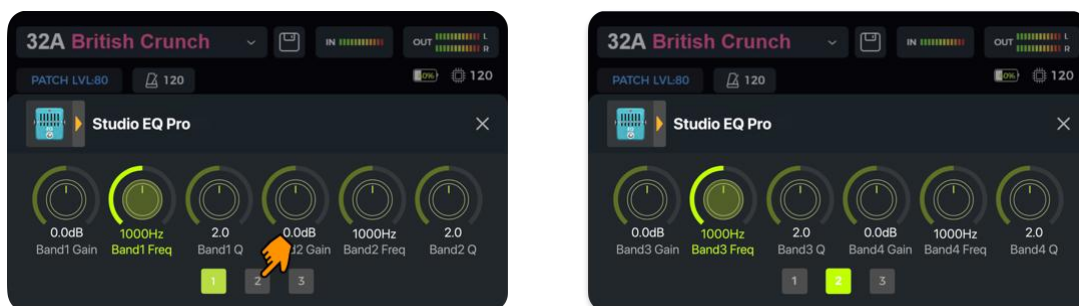 32A British Crunch
IN
OUT
L
R
PATCH LVL:80
120
0%
120
EQ
Studio EQ Pro
0.0dB
1000Hz
2.0
0.0dB
1000Hz
2.0
Band1 Gain
Band1 Freq
Band1 Q
Gain
Band2 Freq
Band2 Q
1
2
3
32A British Crunch
IN
OUT
L
R
PATCH LVL:80
120
0%
120
EQ
Studio EQ Pro
0.0dB
1000Hz
2.0
0.0dB
1000Hz
2.0
Band3 Gain
Band3 Freq
Band3 Q
Band4 Gain
Band4 Freq
Band4 Q
1
2
3